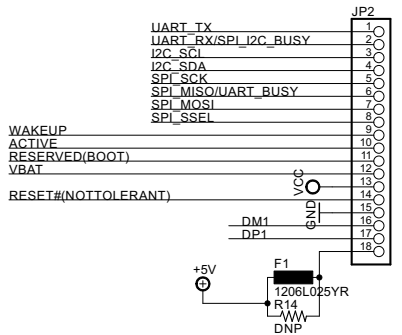 JP2
UART_TX 1
UART_RX/SPI_I2C_BUSY 2
I2C_SCL 3
I2C_SDA 4
SPI_SCK 5
SPI_MISO/UART_BUSY 6
SPI_MOSI 7
SPI_SSEL 8
WAKEUP 9
ACTIVE 10
RESERVED(BOOT) 11
VBAT 12
VCC 13
RESET#(NOTTOLERANT) 14
GND 15
DM1 16
DP1 17
18
F1
+5V
1206L025YR
R14
DNP